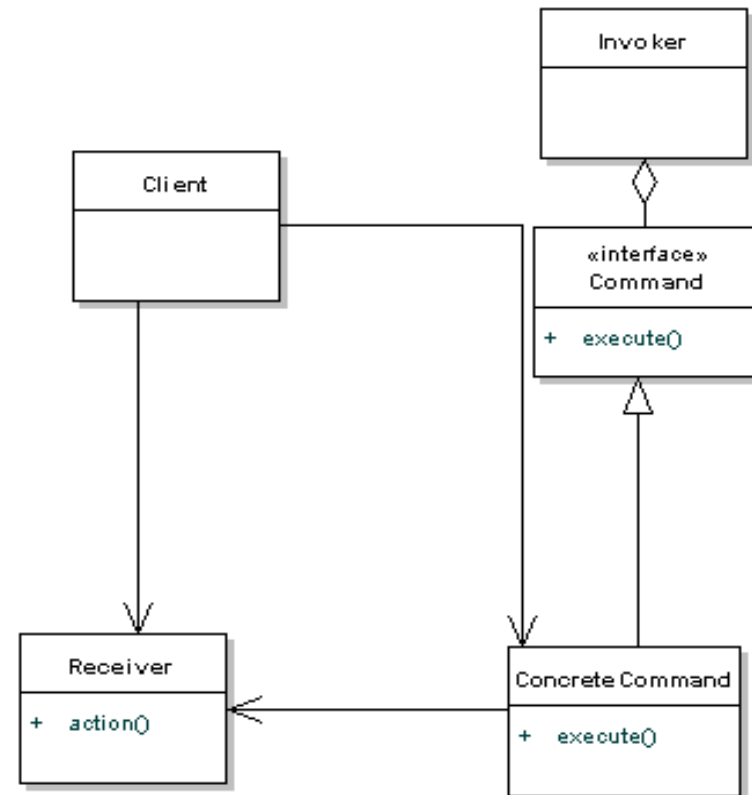 Invoker
Client
«interface»
Command
+ execute()
Receiver
+ action()
Concrete Command
+ execute()